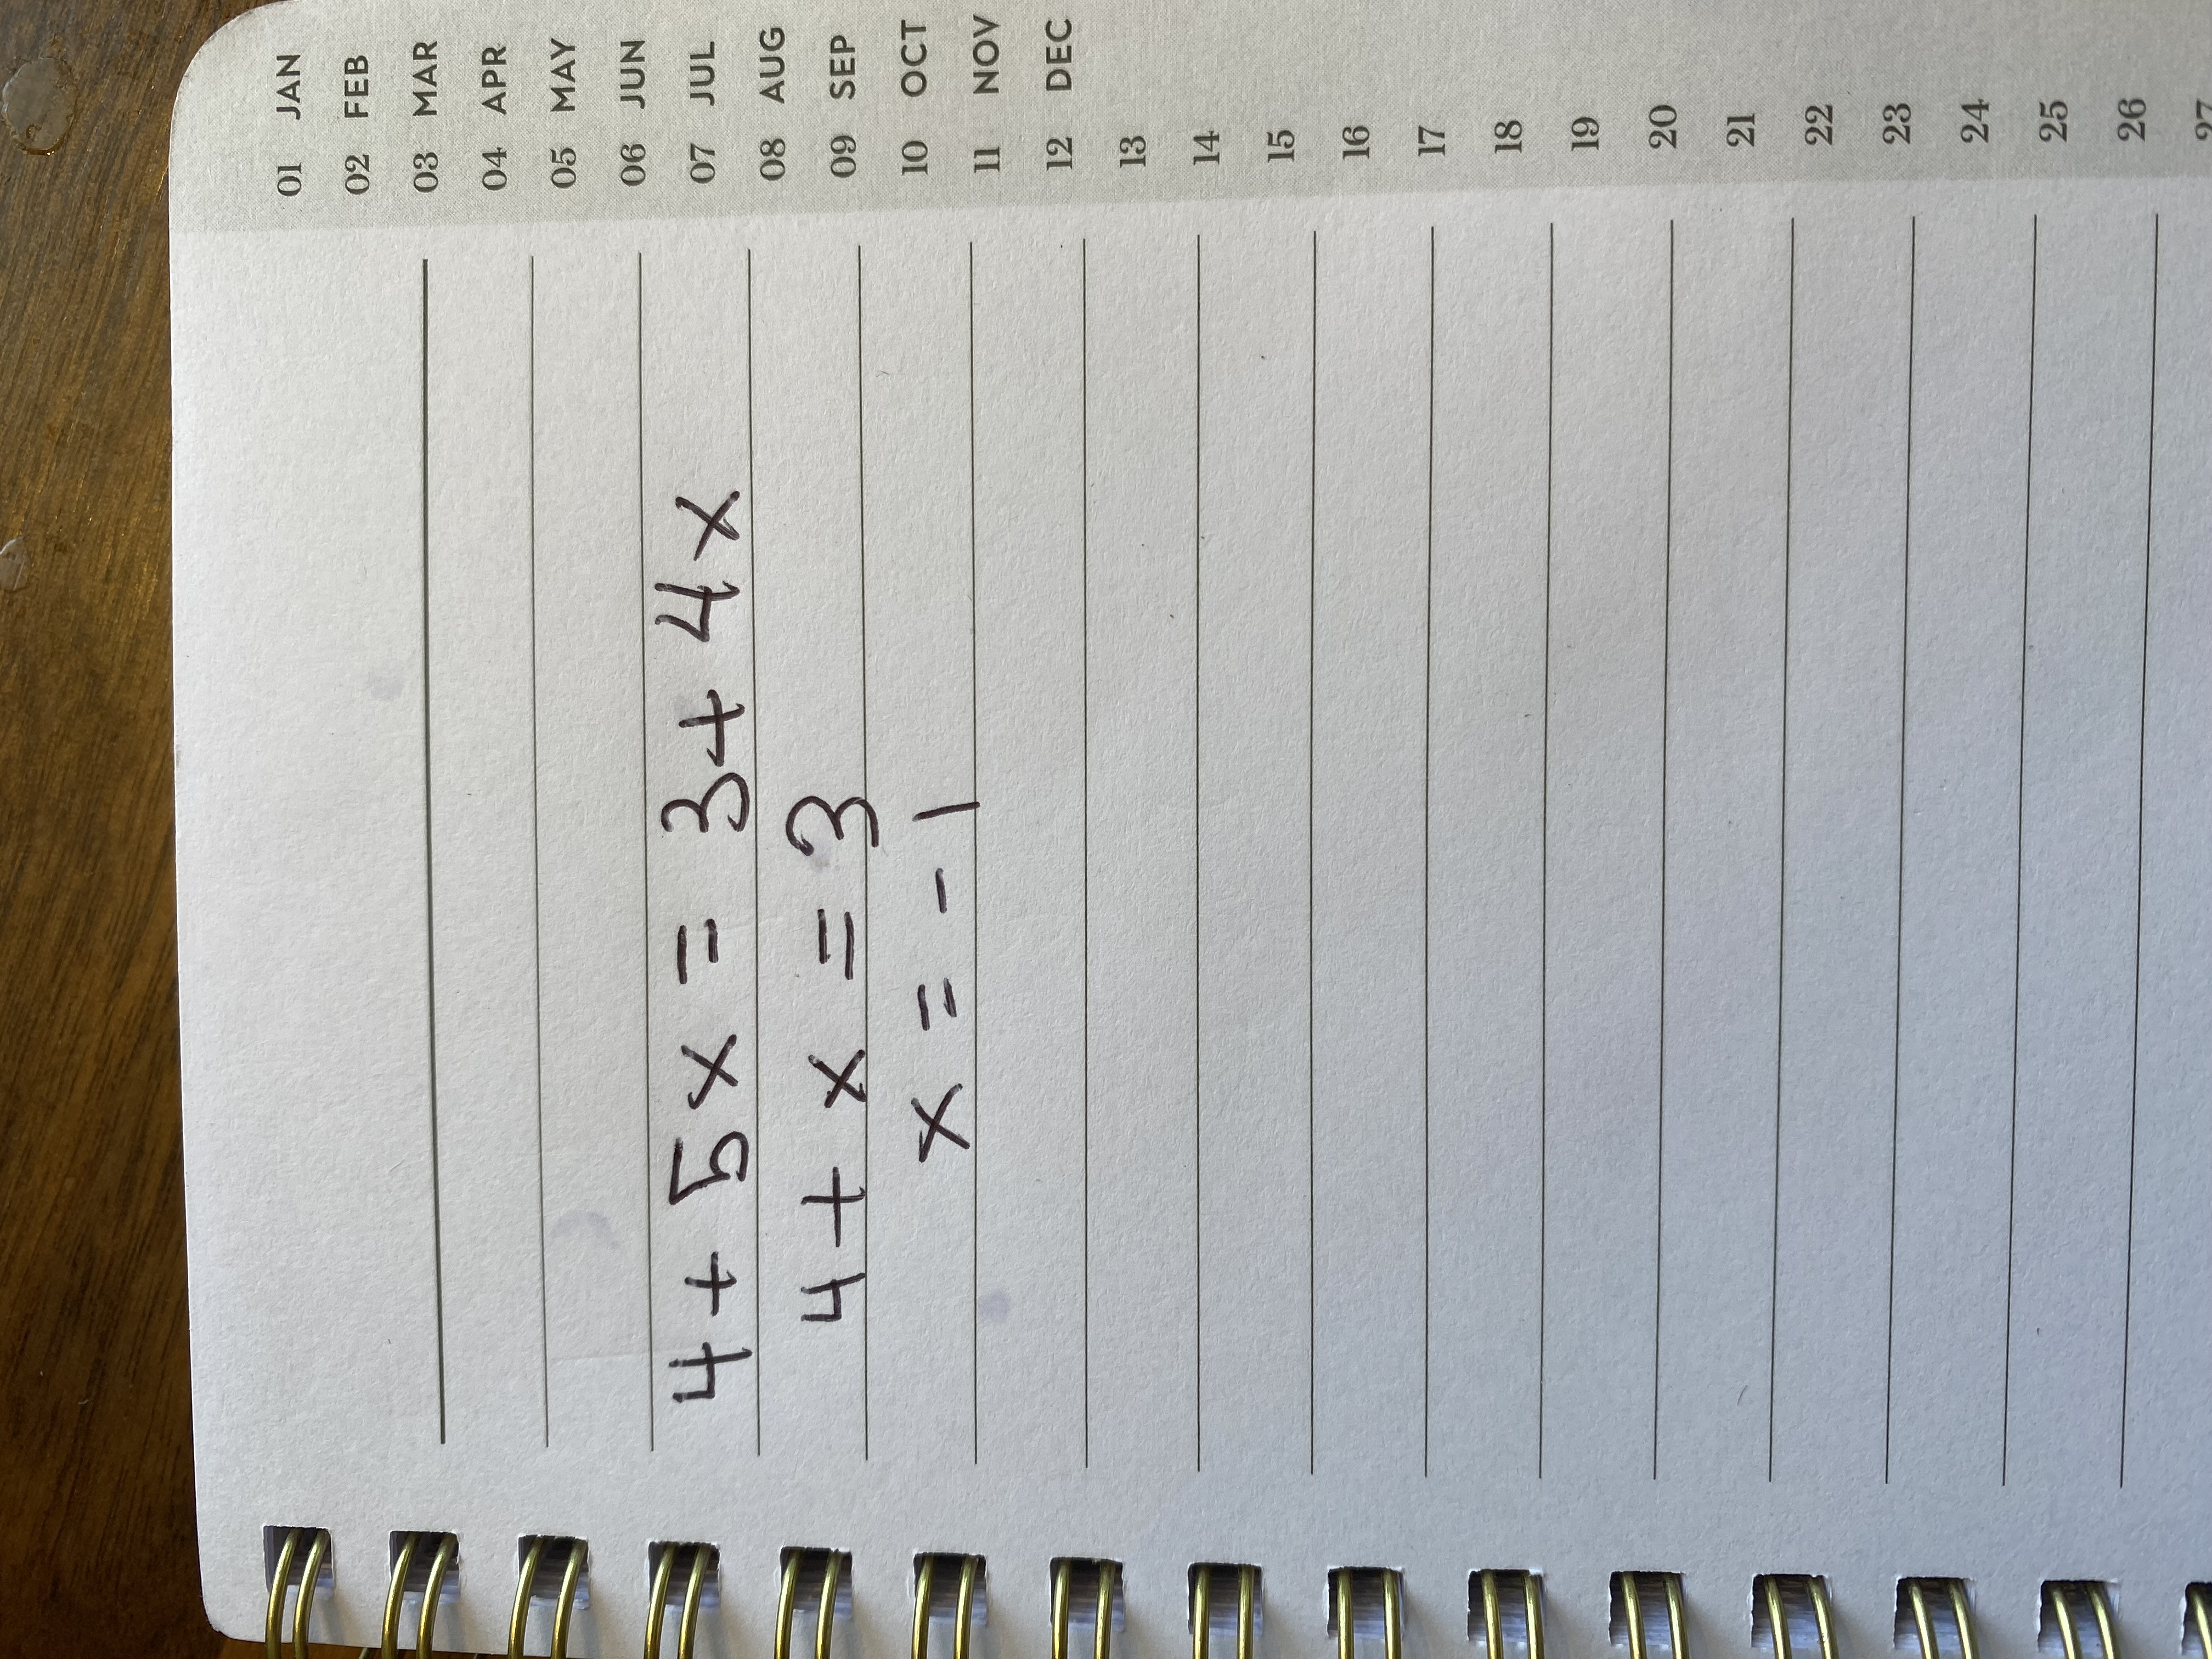 01 JAN
02 FEB
03 MAR
04 APR
05 MAY
06 JUN
4 + 5x = 3 + 4x
07 JUL
08 AUG
4 + x = 3
09 SEP
x = - 1
10 OCT
11 NOV
12 DEC
13
14
15
16
17
18
19
20
21
22
23
24
25
26
27